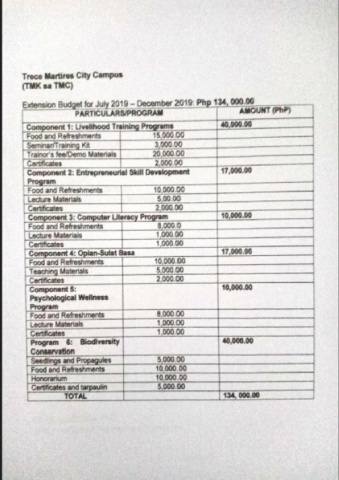 Trece Martires City Campus
(TMK sa TMC)
Extension Budget for July 2019 – December 2019: Php 134, 000.00
PARTICULARS/PROGRAM AMOUNT (PhP)
Component 1: Livelihood Training Programs 40,000.00
Food and Refreshments 15,000.00
Seminar/Training Kit 3,000.00
Trainor's fee/Demo Materials 20,000.00
Certificates 2,000.00
Component 2: Entrepreneurial Skill Development 17,000.00
Program
Food and Refreshments 10,000.00
Lecture Materials 5,00.00
Certificates 2,000.00
Component 3: Computer Literacy Program 10,000.00
Food and Refreshments 8,000.0
Lecture Materials 1,000.00
Certificates 1,000.00
Component 4: Oplan-Sulat Basa 17,000.00
Food and Refreshments 10,000.00
Teaching Materials 5,000.00
Certificates 2,000.00
Component 5: 10,000.00
Psychological Wellness
Program
Food and Refreshments 8,000.00
Lecture Materials 1,000.00
Certificates 1,000.00
Program 6: Biodiversity 40,000.00
Conservation
Seedlings and Propagules 5,000.00
Food and Refreshments 10,000.00
Honorarium 10,000.00
Certificates and tarpaulin 5,000.00
TOTAL 134, 000.00